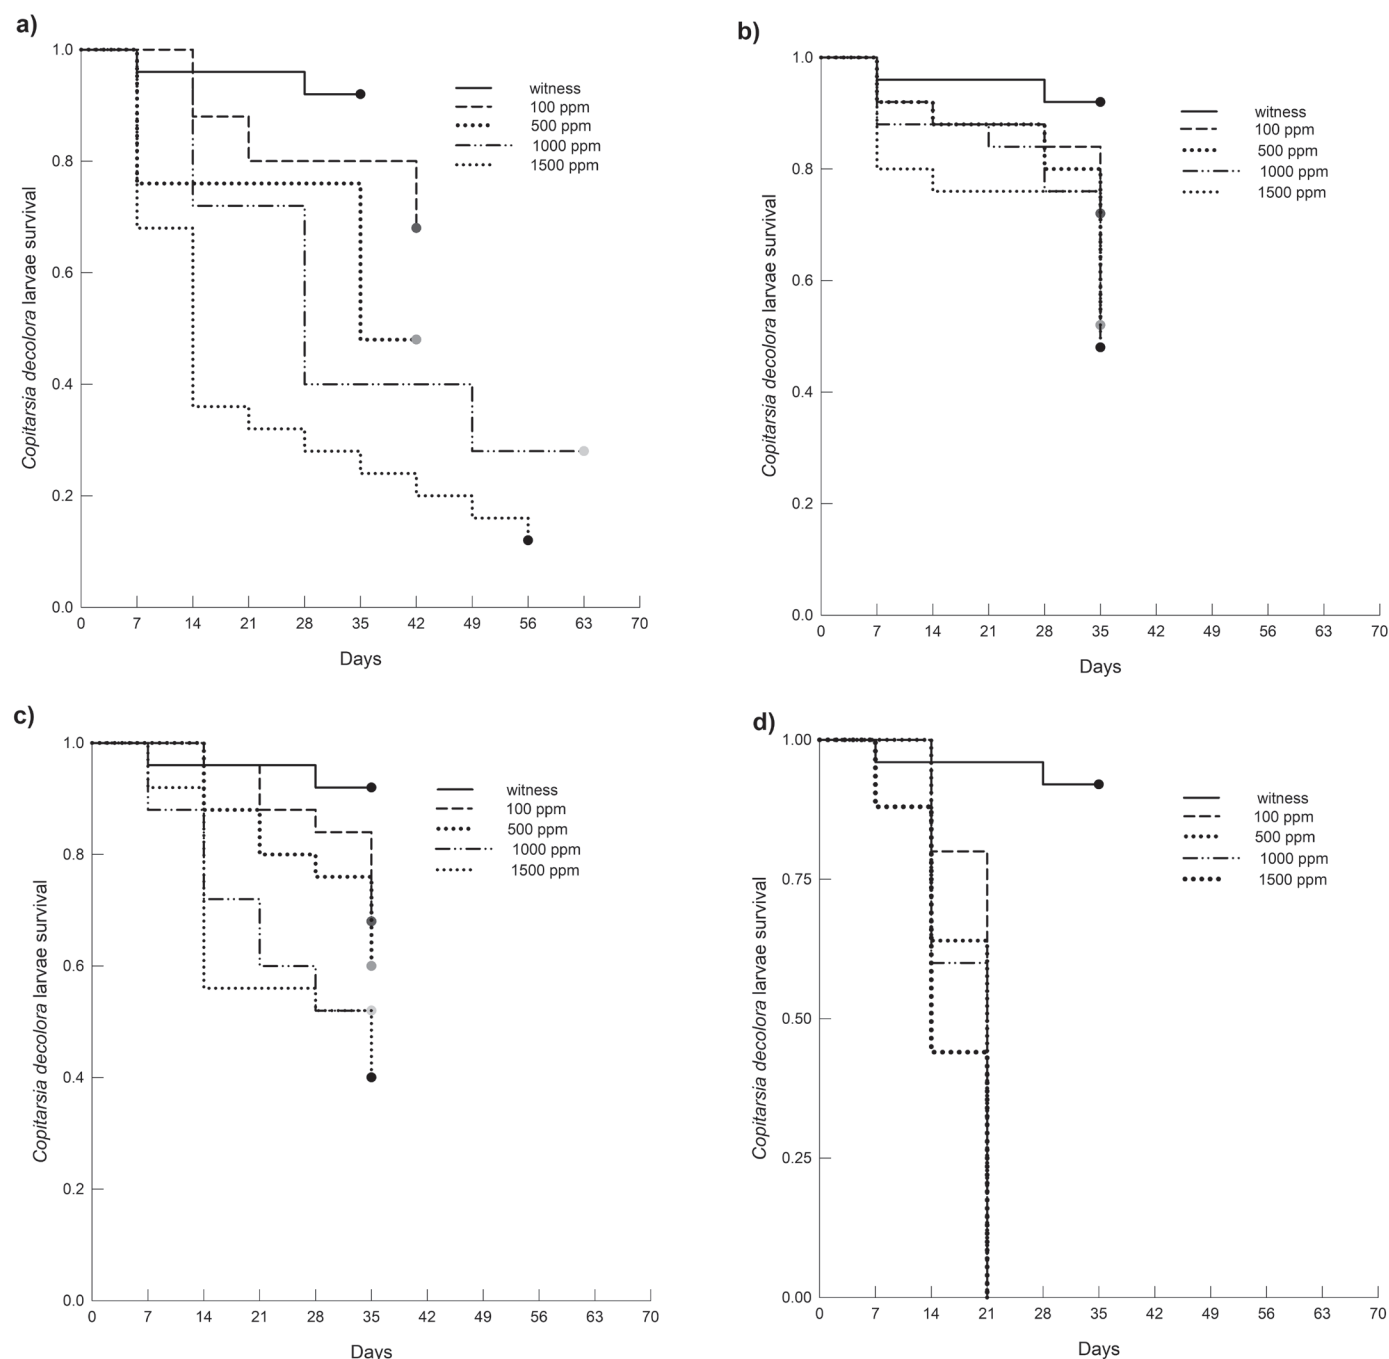 a)
1.0
0.8
0.6
0.4
0.2
0.0
Copitarsia decolora larvae survival
witness
100 ppm
500 ppm
1000 ppm
1500 ppm
0 7 14 21 28 35 42 49 56 63 70
Days
b)
1.0
0.8
0.6
0.4
0.2
0.0
Copitarsia decolora larvae survival
witness
100 ppm
500 ppm
1000 ppm
1500 ppm
0 7 14 21 28 35 42 49 56 63 70
Days
c)
1.0
0.8
0.6
0.4
0.2
0.0
Copitarsia decolora larvae survival
witness
100 ppm
500 ppm
1000 ppm
1500 ppm
0 7 14 21 28 35 42 49 56 63 70
Days
d)
1.00
0.75
0.50
0.25
0.00
Copitarsia decolora larvae survival
witness
100 ppm
500 ppm
1000 ppm
1500 ppm
0 7 14 21 28 35 42 49 56 63 70
Days